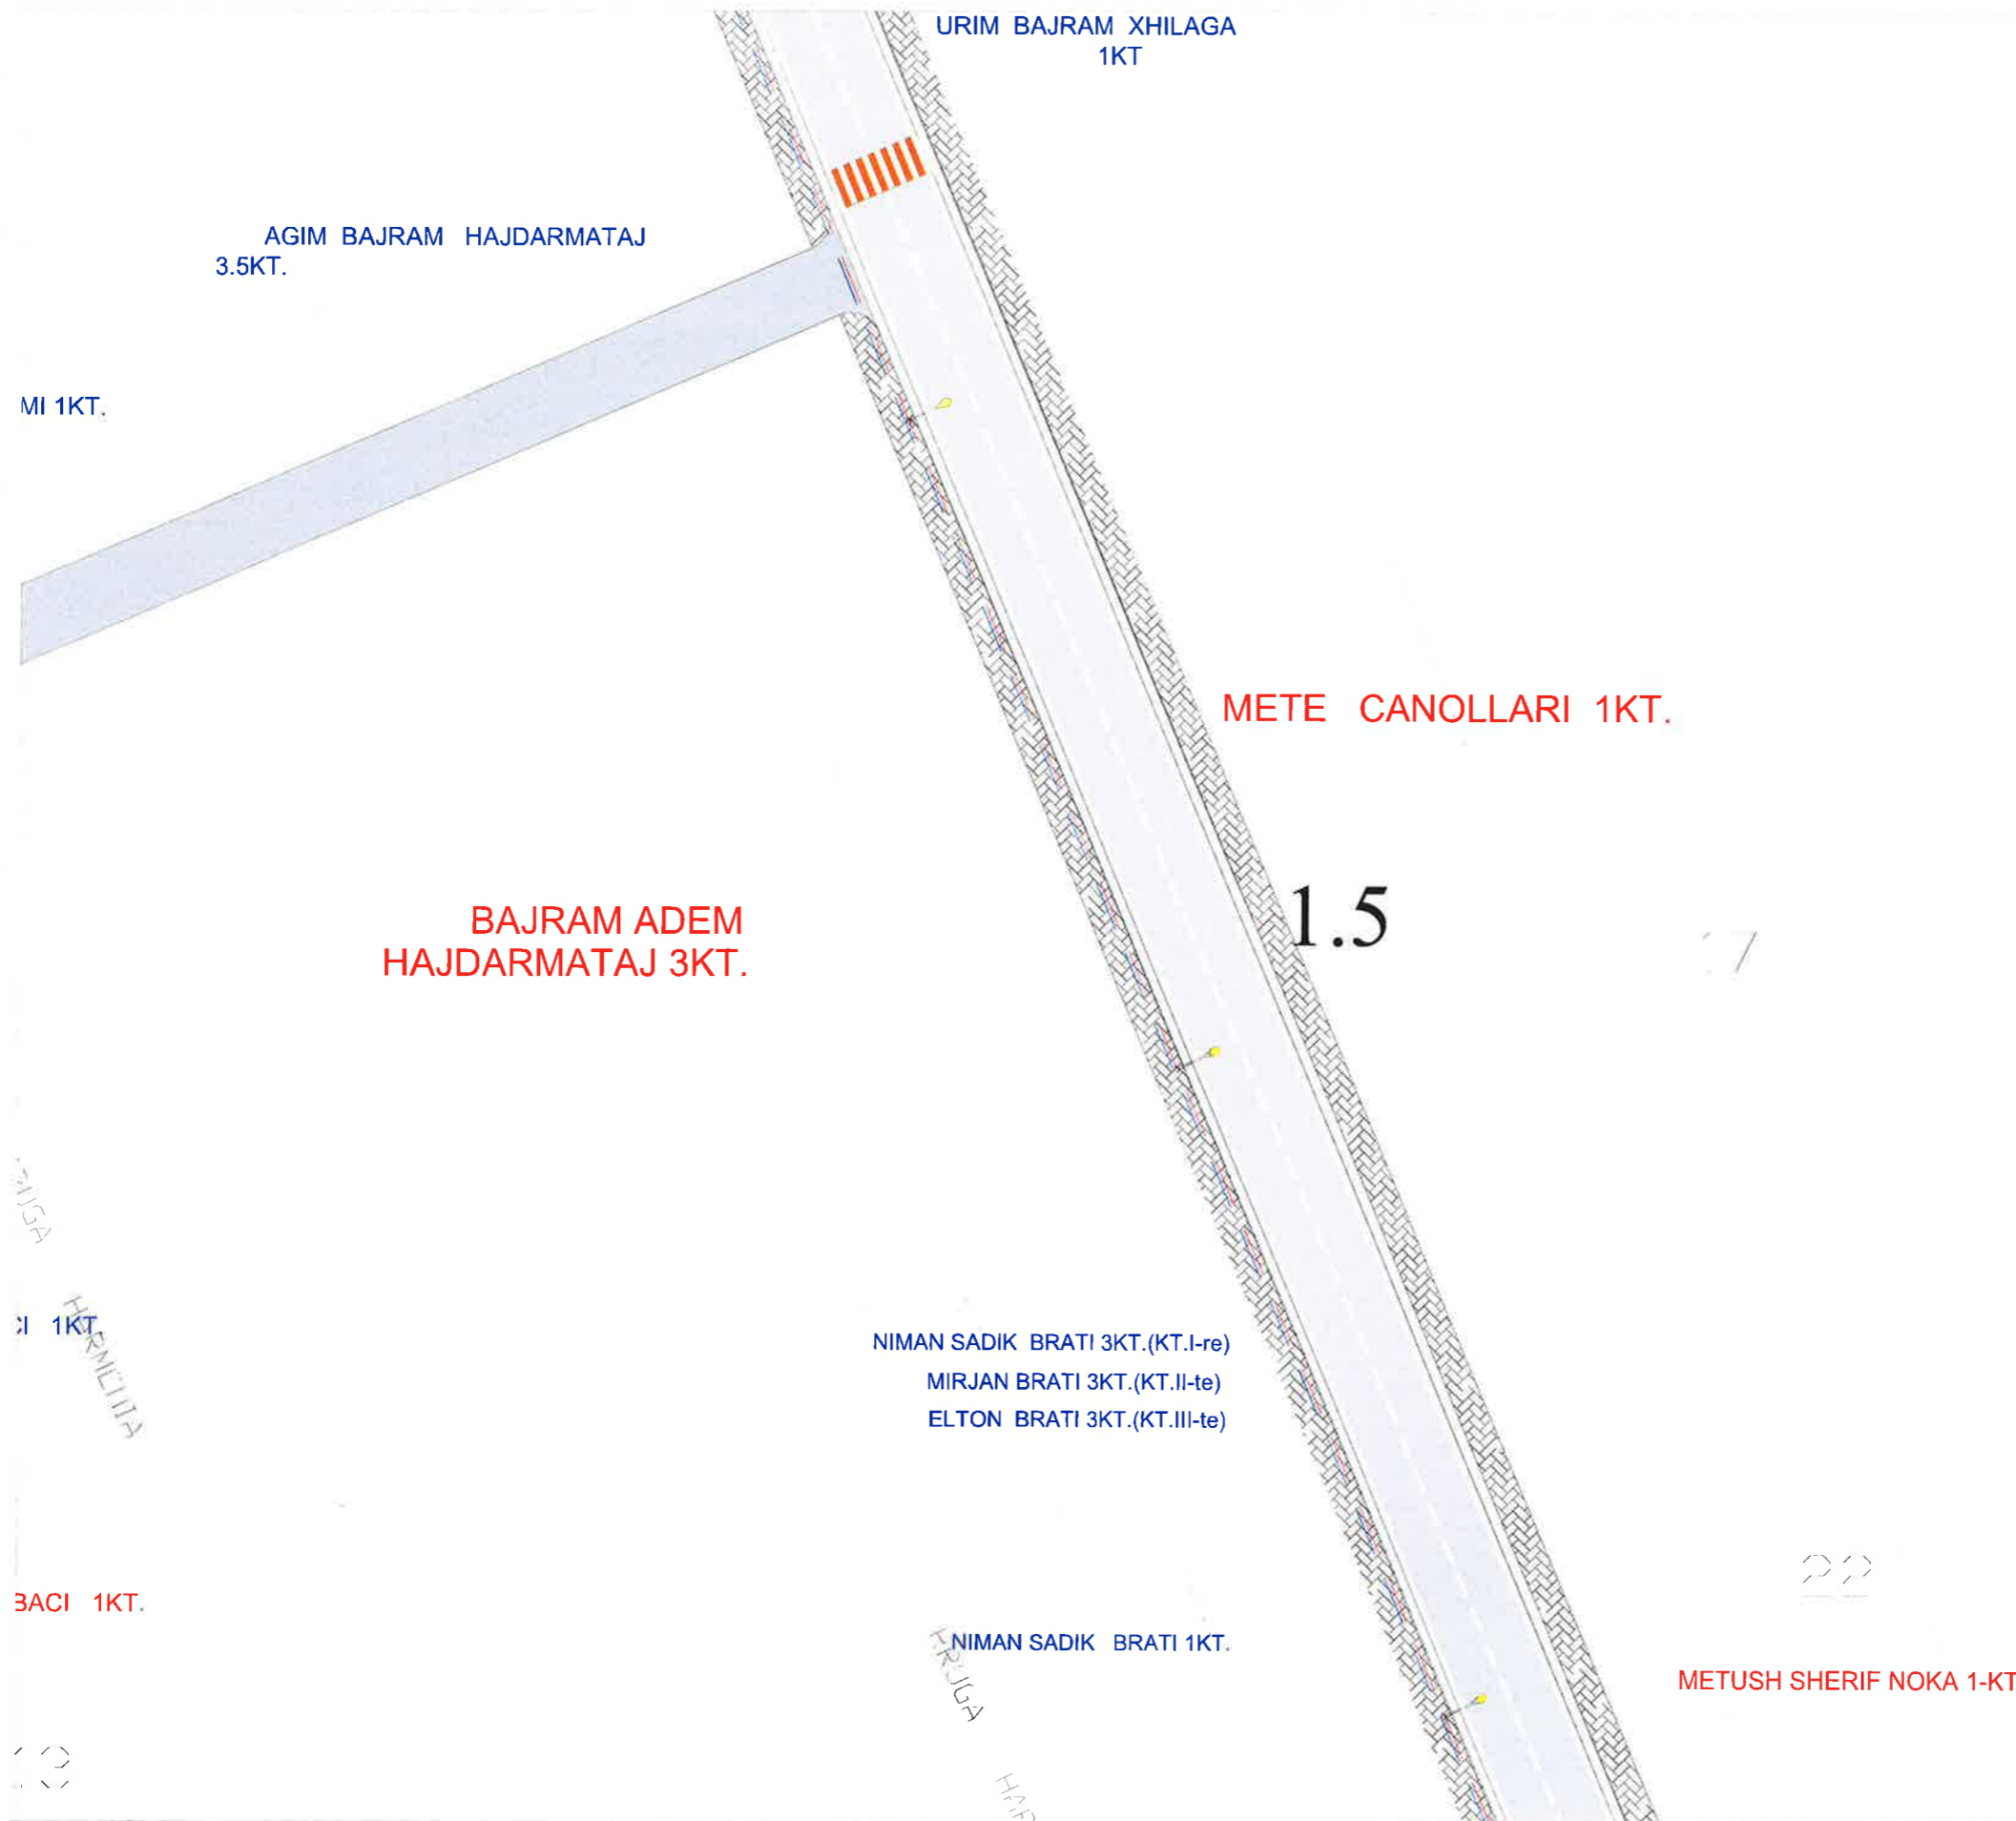 URIM BAJRAM XHILAGA
1KT
AGIM BAJRAM HAJDARMATAJ
3.5KT.
MI 1KT.
METE CANOLLARI 1KT.
1.5
BAJRAM ADEM
HAJDARMATAJ 3KT.
1KT.
NIMAN SADIK BRATI 3KT.(KT.I-re)
MIRJAN BRATI 3KT.(KT.II-te)
ELTON BRATI 3KT.(KT.III-te)
22
BACI 1KT.
NIMAN SADIK BRATI 1KT.
RRUGA
METUSH SHERIF NOKA 1-KT